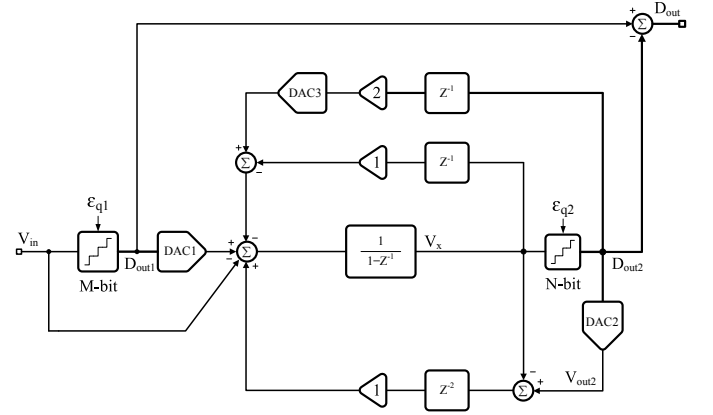 +
Σ
D_out
−
DAC3
2
Z⁻¹
+
Σ
−
1
Z⁻¹
ε_q1
ε_q2
V_in
D_out1
DAC1
+
−
−
Σ
+
1
1−Z⁻¹
V_x
D_out2
M-bit
N-bit
DAC2
1
Z⁻²
−
Σ
+
V_out2